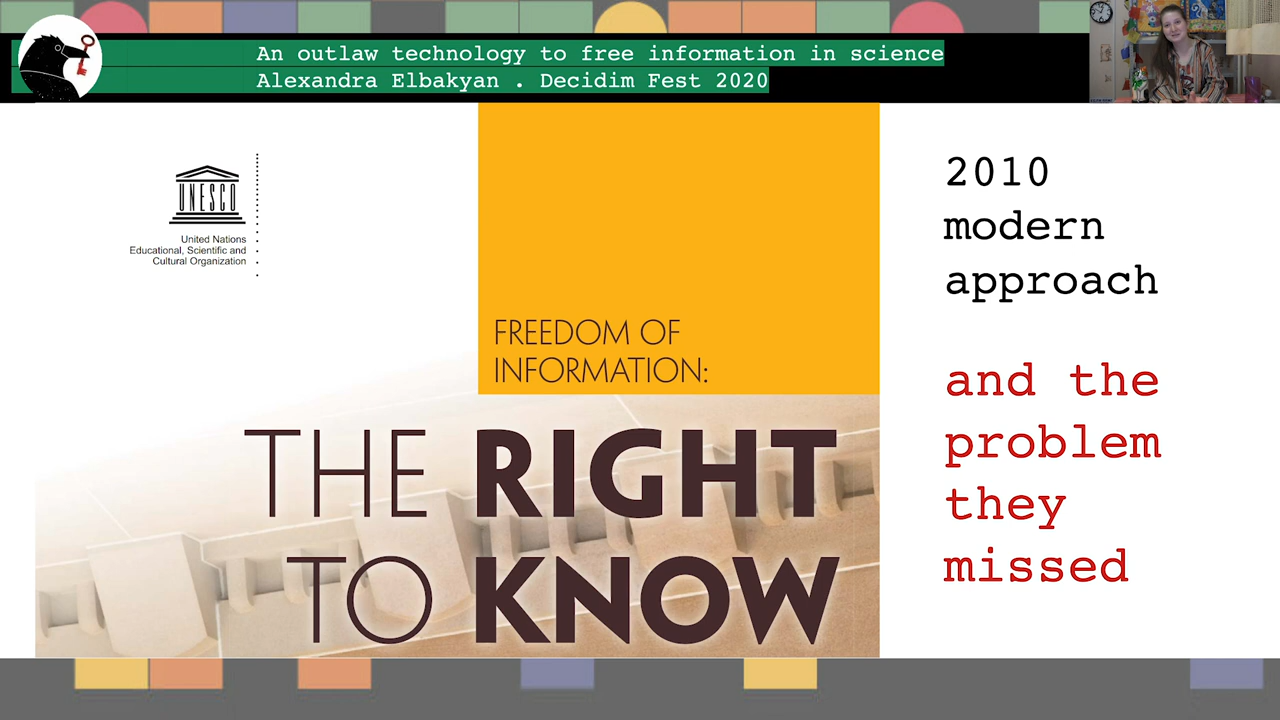 An outlaw technology to free information in science
Alexandra Elbakyan . Decidim Fest 2020
UNESCO
United Nations
Educational, Scientific and
Cultural Organization
FREEDOM OF
INFORMATION:
THE RIGHT
TO KNOW
2010
modern
approach
and the
problem
they
missed